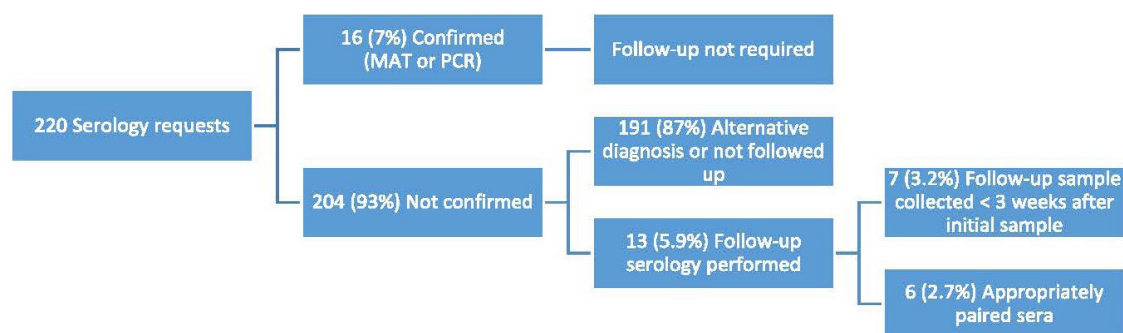 220 Serology requests
16 (7%) Confirmed
(MAT or PCR)
Follow-up not required
204 (93%) Not confirmed
191 (87%) Alternative
diagnosis or not followed
up
13 (5.9%) Follow-up
serology performed
7 (3.2%) Follow-up sample
collected < 3 weeks after
initial sample
6 (2.7%) Appropriately
paired sera